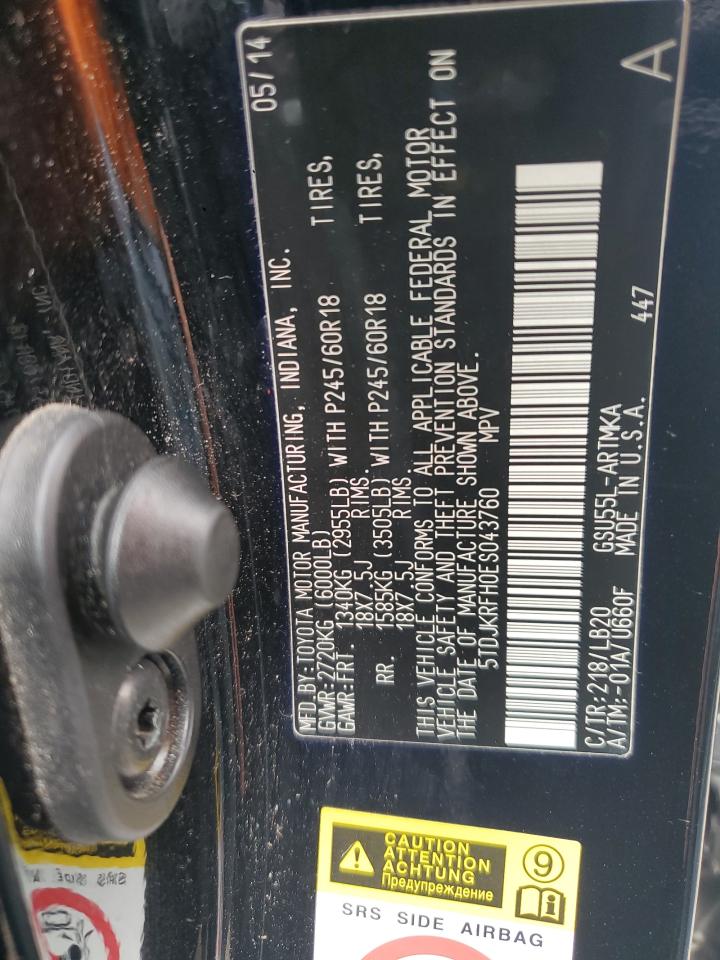 05/14
MFD.BY:TOYOTA MOTOR MANUFACTURING, INDIANA, INC.
GVWR:2720KG (6000LB)
GAWR:FRT. 1340KG (2955LB) WITH P245/60R18 TIRES,
18X7.5J RIMS,
RR. 1585KG (3505LB) WITH P245/60R18 TIRES,
18X7.5J RIMS
THIS VEHICLE CONFORMS TO ALL APPLICABLE FEDERAL MOTOR
VEHICLE SAFETY AND THEFT PREVENTION STANDARDS IN EFFECT ON
THE DATE OF MANUFACTURE SHOWN ABOVE.
5TDJKRFH0ES043760 MPV
C/TR:218/LB20 GSU55L-ARTMKA 447
A/TM:-01A/U660F MADE IN U.S.A.
A
CAUTION
ATTENTION
ACHTUNG
Предупреждение
9
SRS SIDE AIRBAG